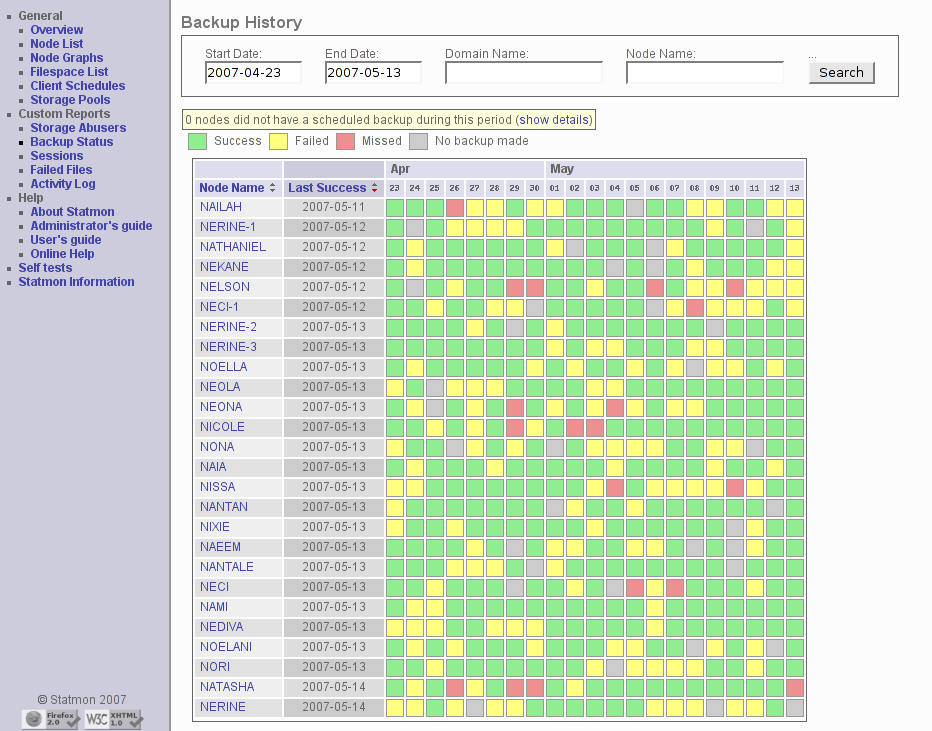 General
Overview
Node List
Node Graphs
Filespace List
Client Schedules
Storage Pools
Custom Reports
Storage Abusers
Backup Status
Sessions
Failed Files
Activity Log
Help
About Statmon
Administrator's guide
User's guide
Online Help
Self tests
Statmon Information
© Statmon 2007
Firefox 2.0
W3C XHTML 1.0
Backup History
Start Date: End Date: Domain Name: Node Name: ...
2007-04-23 2007-05-13 Search
0 nodes did not have a scheduled backup during this period (show details)
Success Failed Missed No backup made
Apr May
Node Name Last Success 23 24 25 26 27 28 29 30 01 02 03 04 05 06 07 08 09 10 11 12 13
NAILAH 2007-05-11
NERINE-1 2007-05-12
NATHANIEL 2007-05-12
NEKANE 2007-05-12
NELSON 2007-05-12
NECI-1 2007-05-12
NERINE-2 2007-05-13
NERINE-3 2007-05-13
NOELLA 2007-05-13
NEOLA 2007-05-13
NEONA 2007-05-13
NICOLE 2007-05-13
NONA 2007-05-13
NAIA 2007-05-13
NISSA 2007-05-13
NANTAN 2007-05-13
NIXIE 2007-05-13
NAEEM 2007-05-13
NANTALE 2007-05-13
NECI 2007-05-13
NAMI 2007-05-13
NEDIVA 2007-05-13
NOELANI 2007-05-13
NORI 2007-05-13
NATASHA 2007-05-14
NERINE 2007-05-14